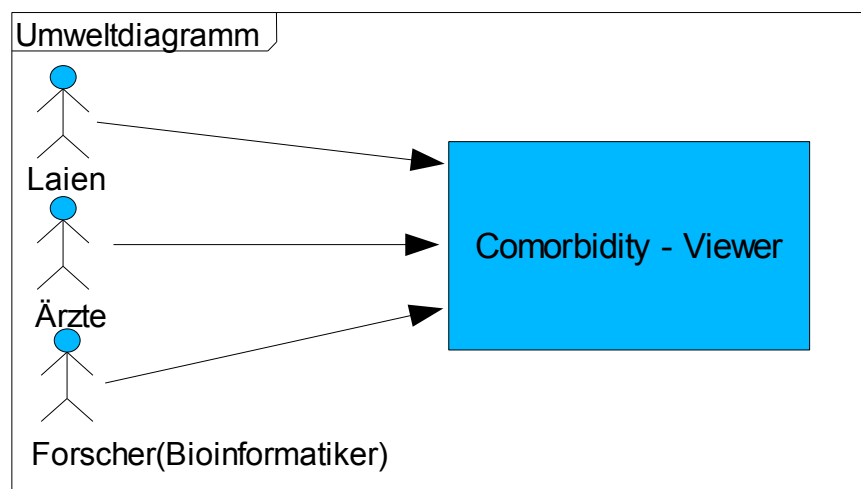 Umweltdiagramm
Laien
Comorbidity - Viewer
Ärzte
Forscher(Bioinformatiker)